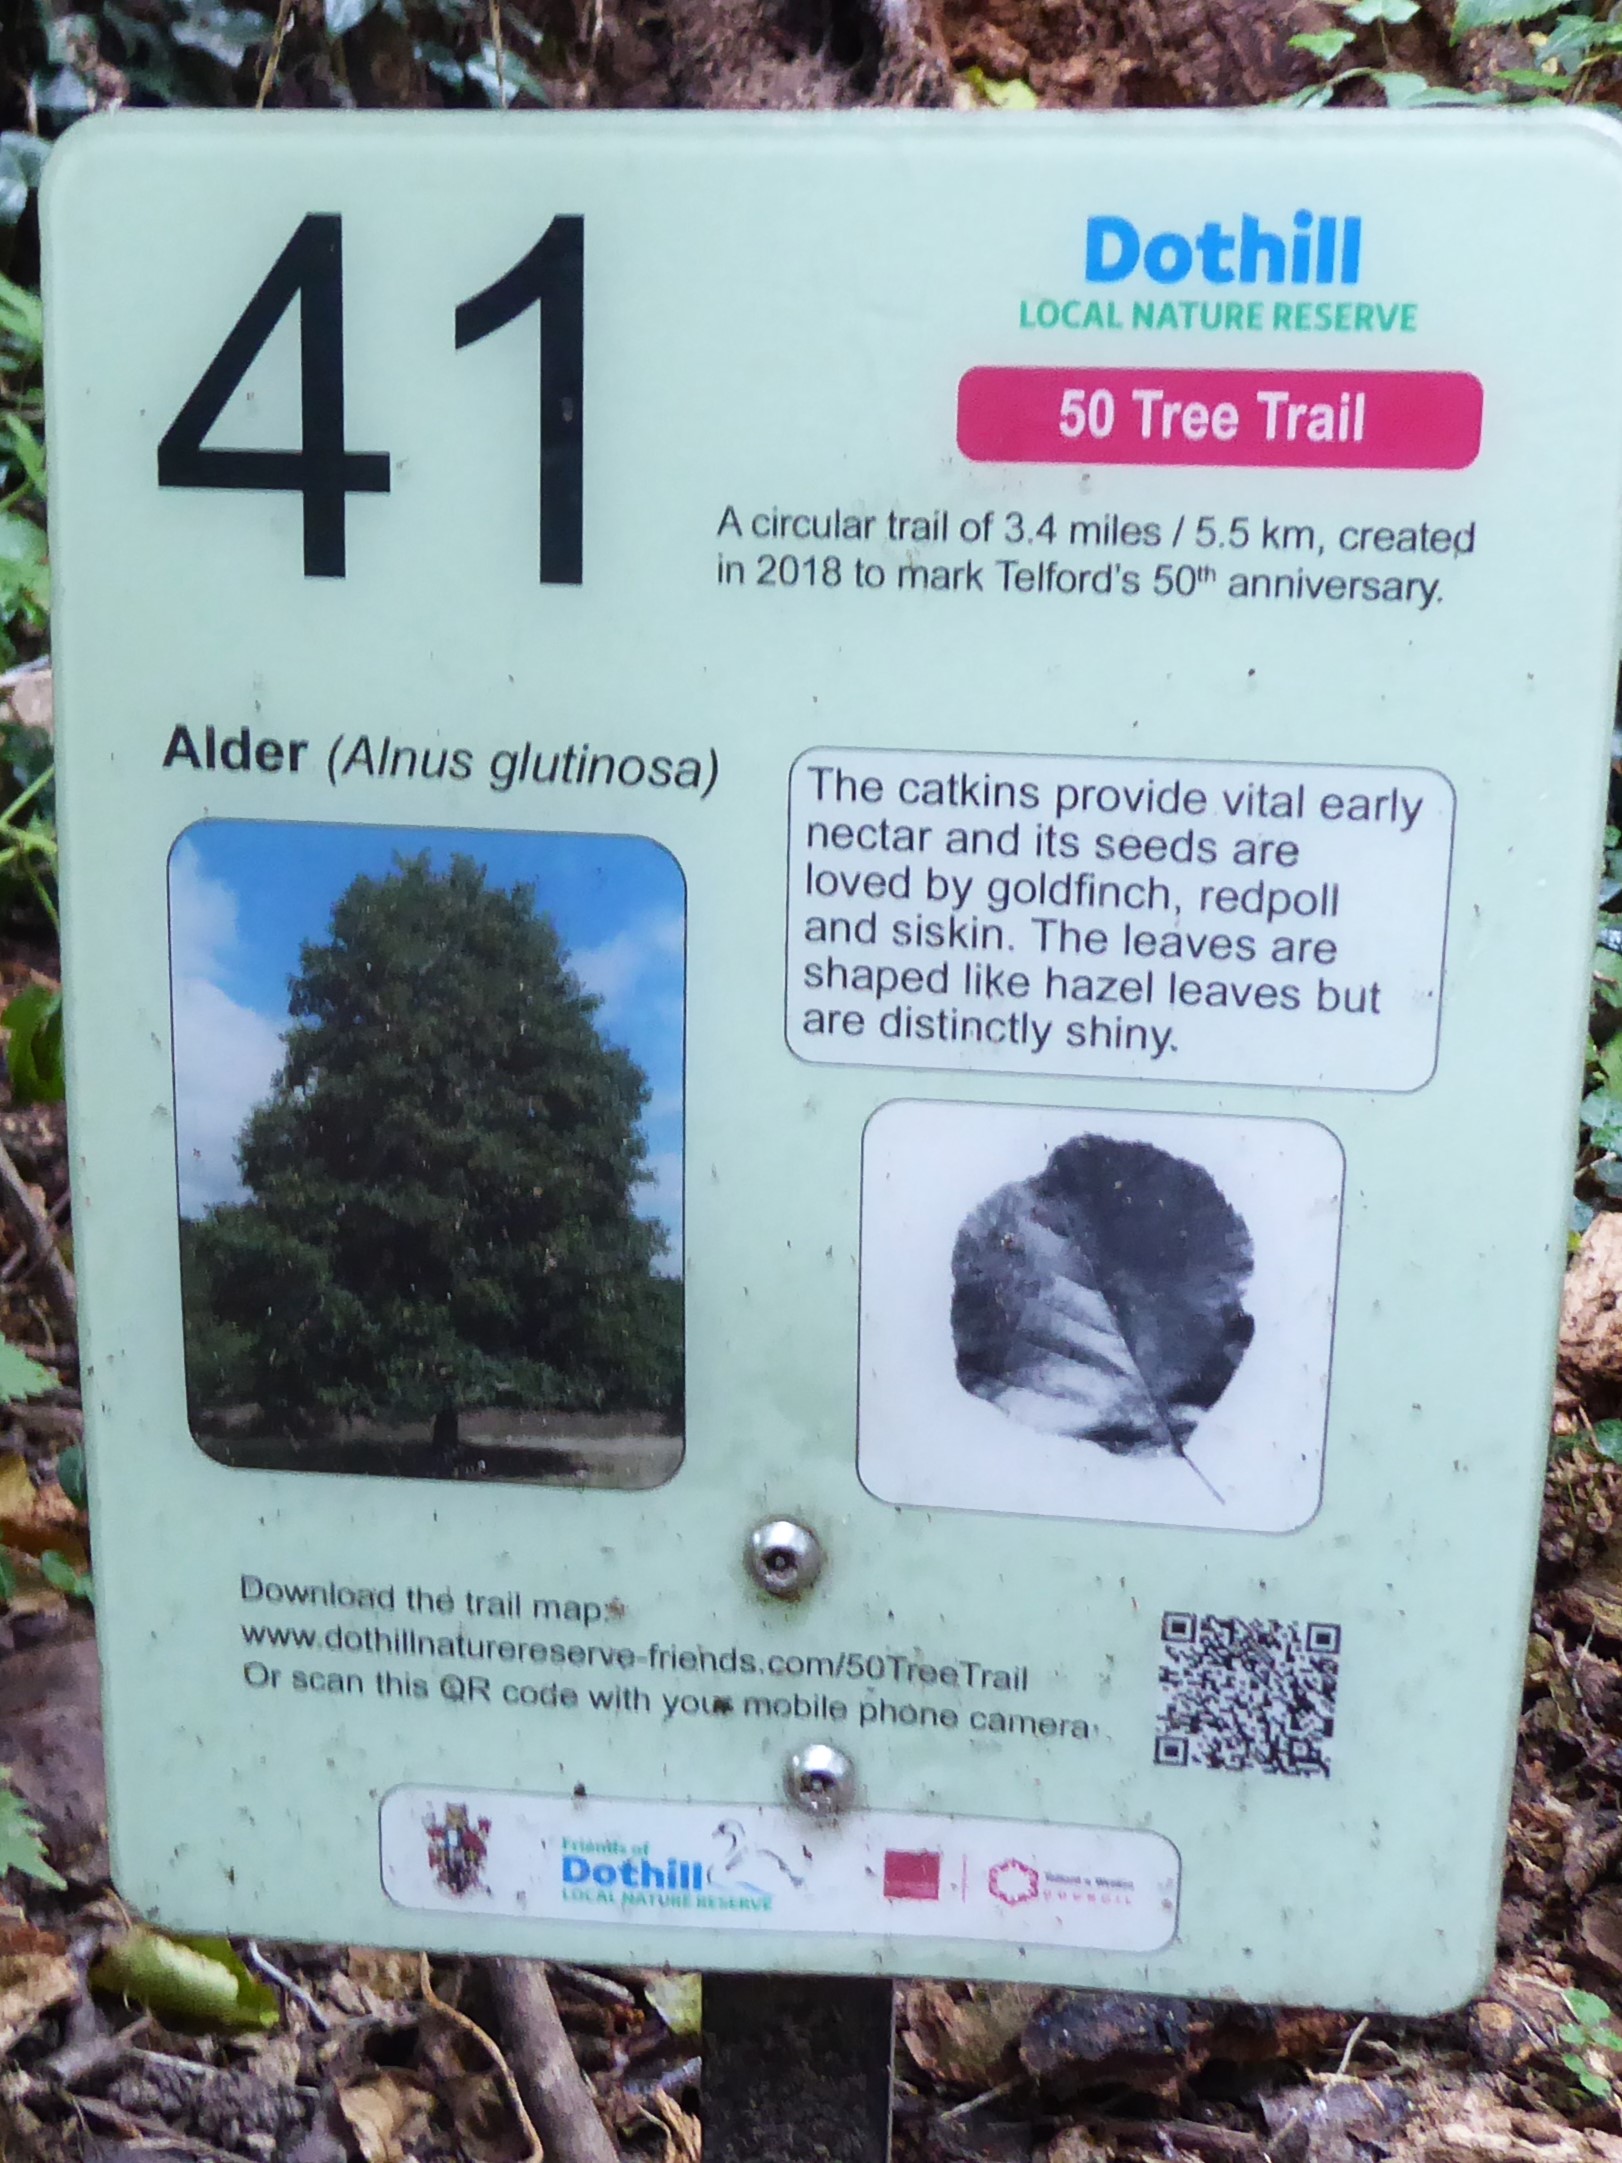 41
Dothill
LOCAL NATURE RESERVE
50 Tree Trail
A circular trail of 3.4 miles / 5.5 km, created
in 2018 to mark Telford's 50th anniversary.
Alder (Alnus glutinosa)
The catkins provide vital early
nectar and its seeds are
loved by goldfinch, redpoll
and siskin. The leaves are
shaped like hazel leaves but
are distinctly shiny.
Download the trail map:
www.dothillnaturereserve-friends.com/50TreeTrail
Or scan this QR code with your mobile phone camera.
Friends of
Dothill
LOCAL NATURE RESERVE
COUNCIL